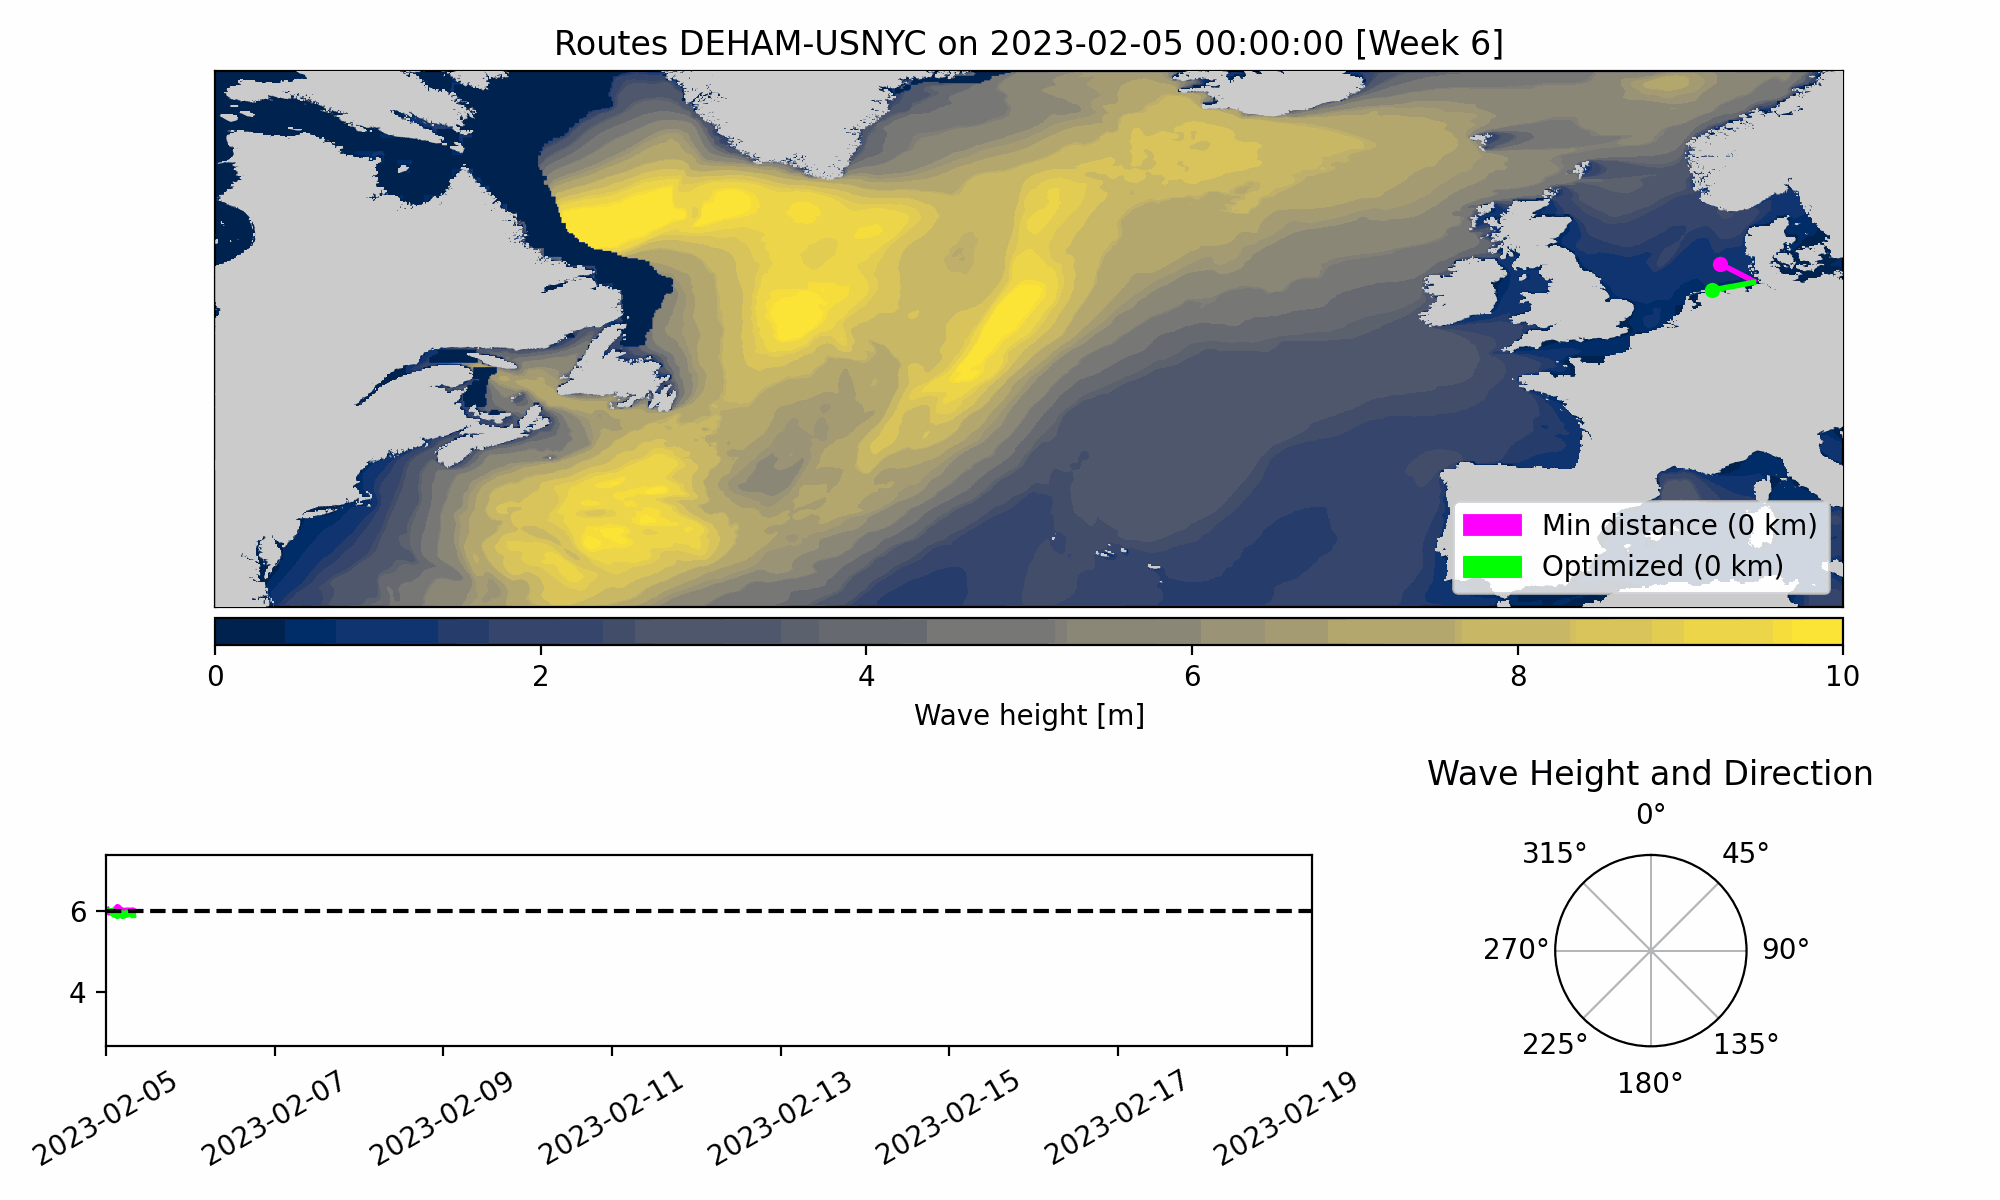 Routes DEHAM-USNYC on 2023-02-05 00:00:00 [Week 6]
Min distance (0 km)
Optimized (0 km)
0 2 4 6 8 10
Wave height [m]
Wave Height and Direction
0°
315° 45°
270° 90°
225° 135°
180°
6
4
2023-02-05 2023-02-07 2023-02-09 2023-02-11 2023-02-13 2023-02-15 2023-02-17 2023-02-19